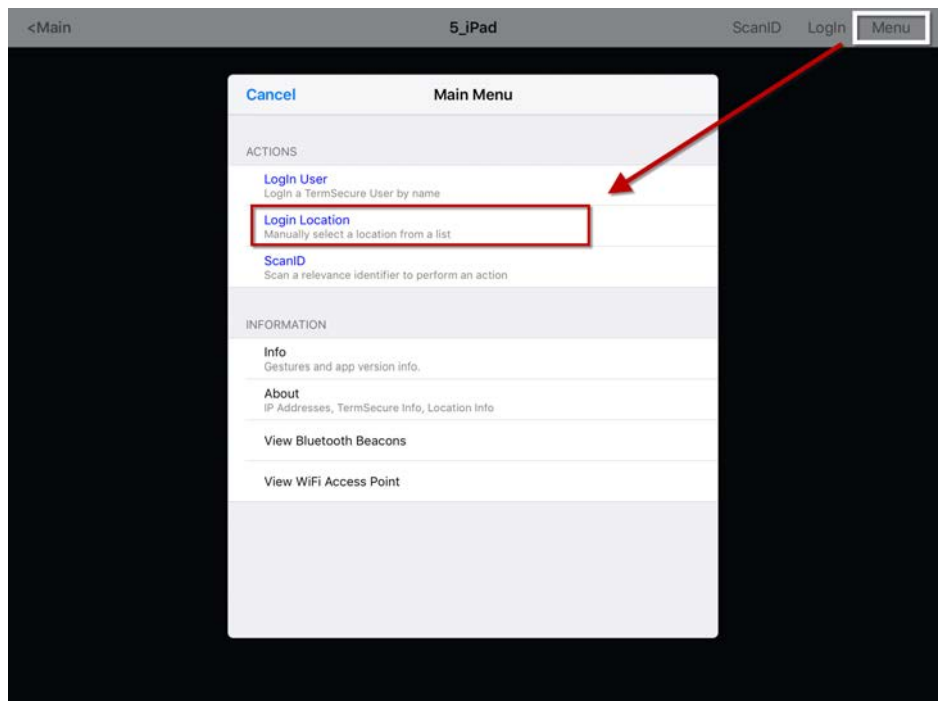 <Main 5_iPad ScanID LogIn Menu
Cancel Main Menu
ACTIONS
LogIn User
LogIn a TermSecure User by name
Login Location
Manually select a location from a list
ScanID
Scan a relevance identifier to perform an action
INFORMATION
Info
Gestures and app version info.
About
IP Addresses, TermSecure Info, Location Info
View Bluetooth Beacons
View WiFi Access Point